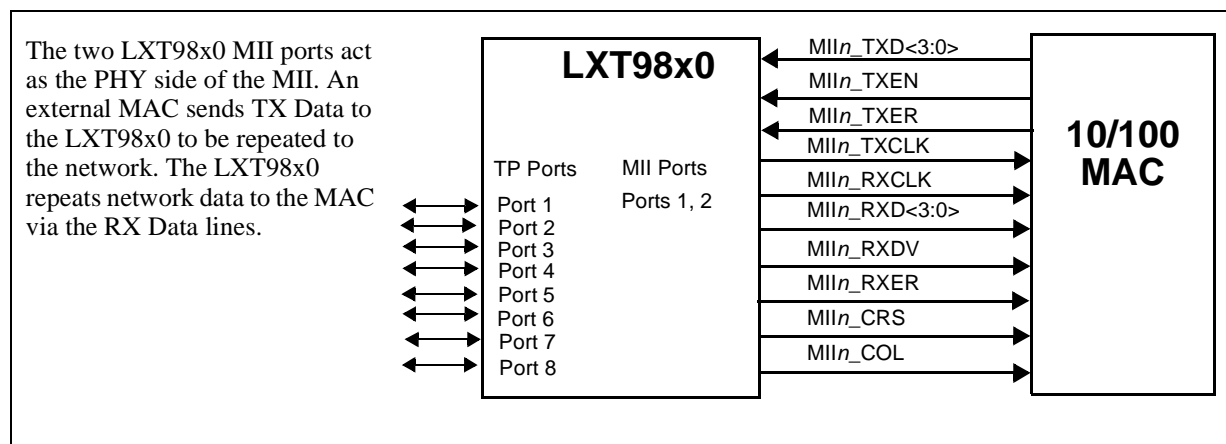 The two LXT98x0 MII ports act
as the PHY side of the MII. An
external MAC sends TX Data to
the LXT98x0 to be repeated to
the network. The LXT98x0
repeats network data to the MAC
via the RX Data lines.
LXT98x0
TP Ports
Port 1
Port 2
Port 3
Port 4
Port 5
Port 6
Port 7
Port 8
MII Ports
Ports 1, 2
MIIn_TXD<3:0>
MIIn_TXEN
MIIn_TXER
MIIn_TXCLK
MIIn_RXCLK
MIIn_RXD<3:0>
MIIn_RXDV
MIIn_RXER
MIIn_CRS
MIIn_COL
10/100
MAC